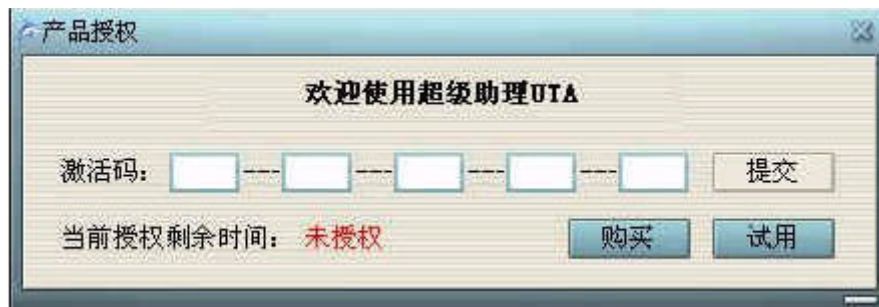 产品授权
欢迎使用超级助理UTA
激活码： --- --- --- --- 提交
当前授权剩余时间： 未授权 购买 试用